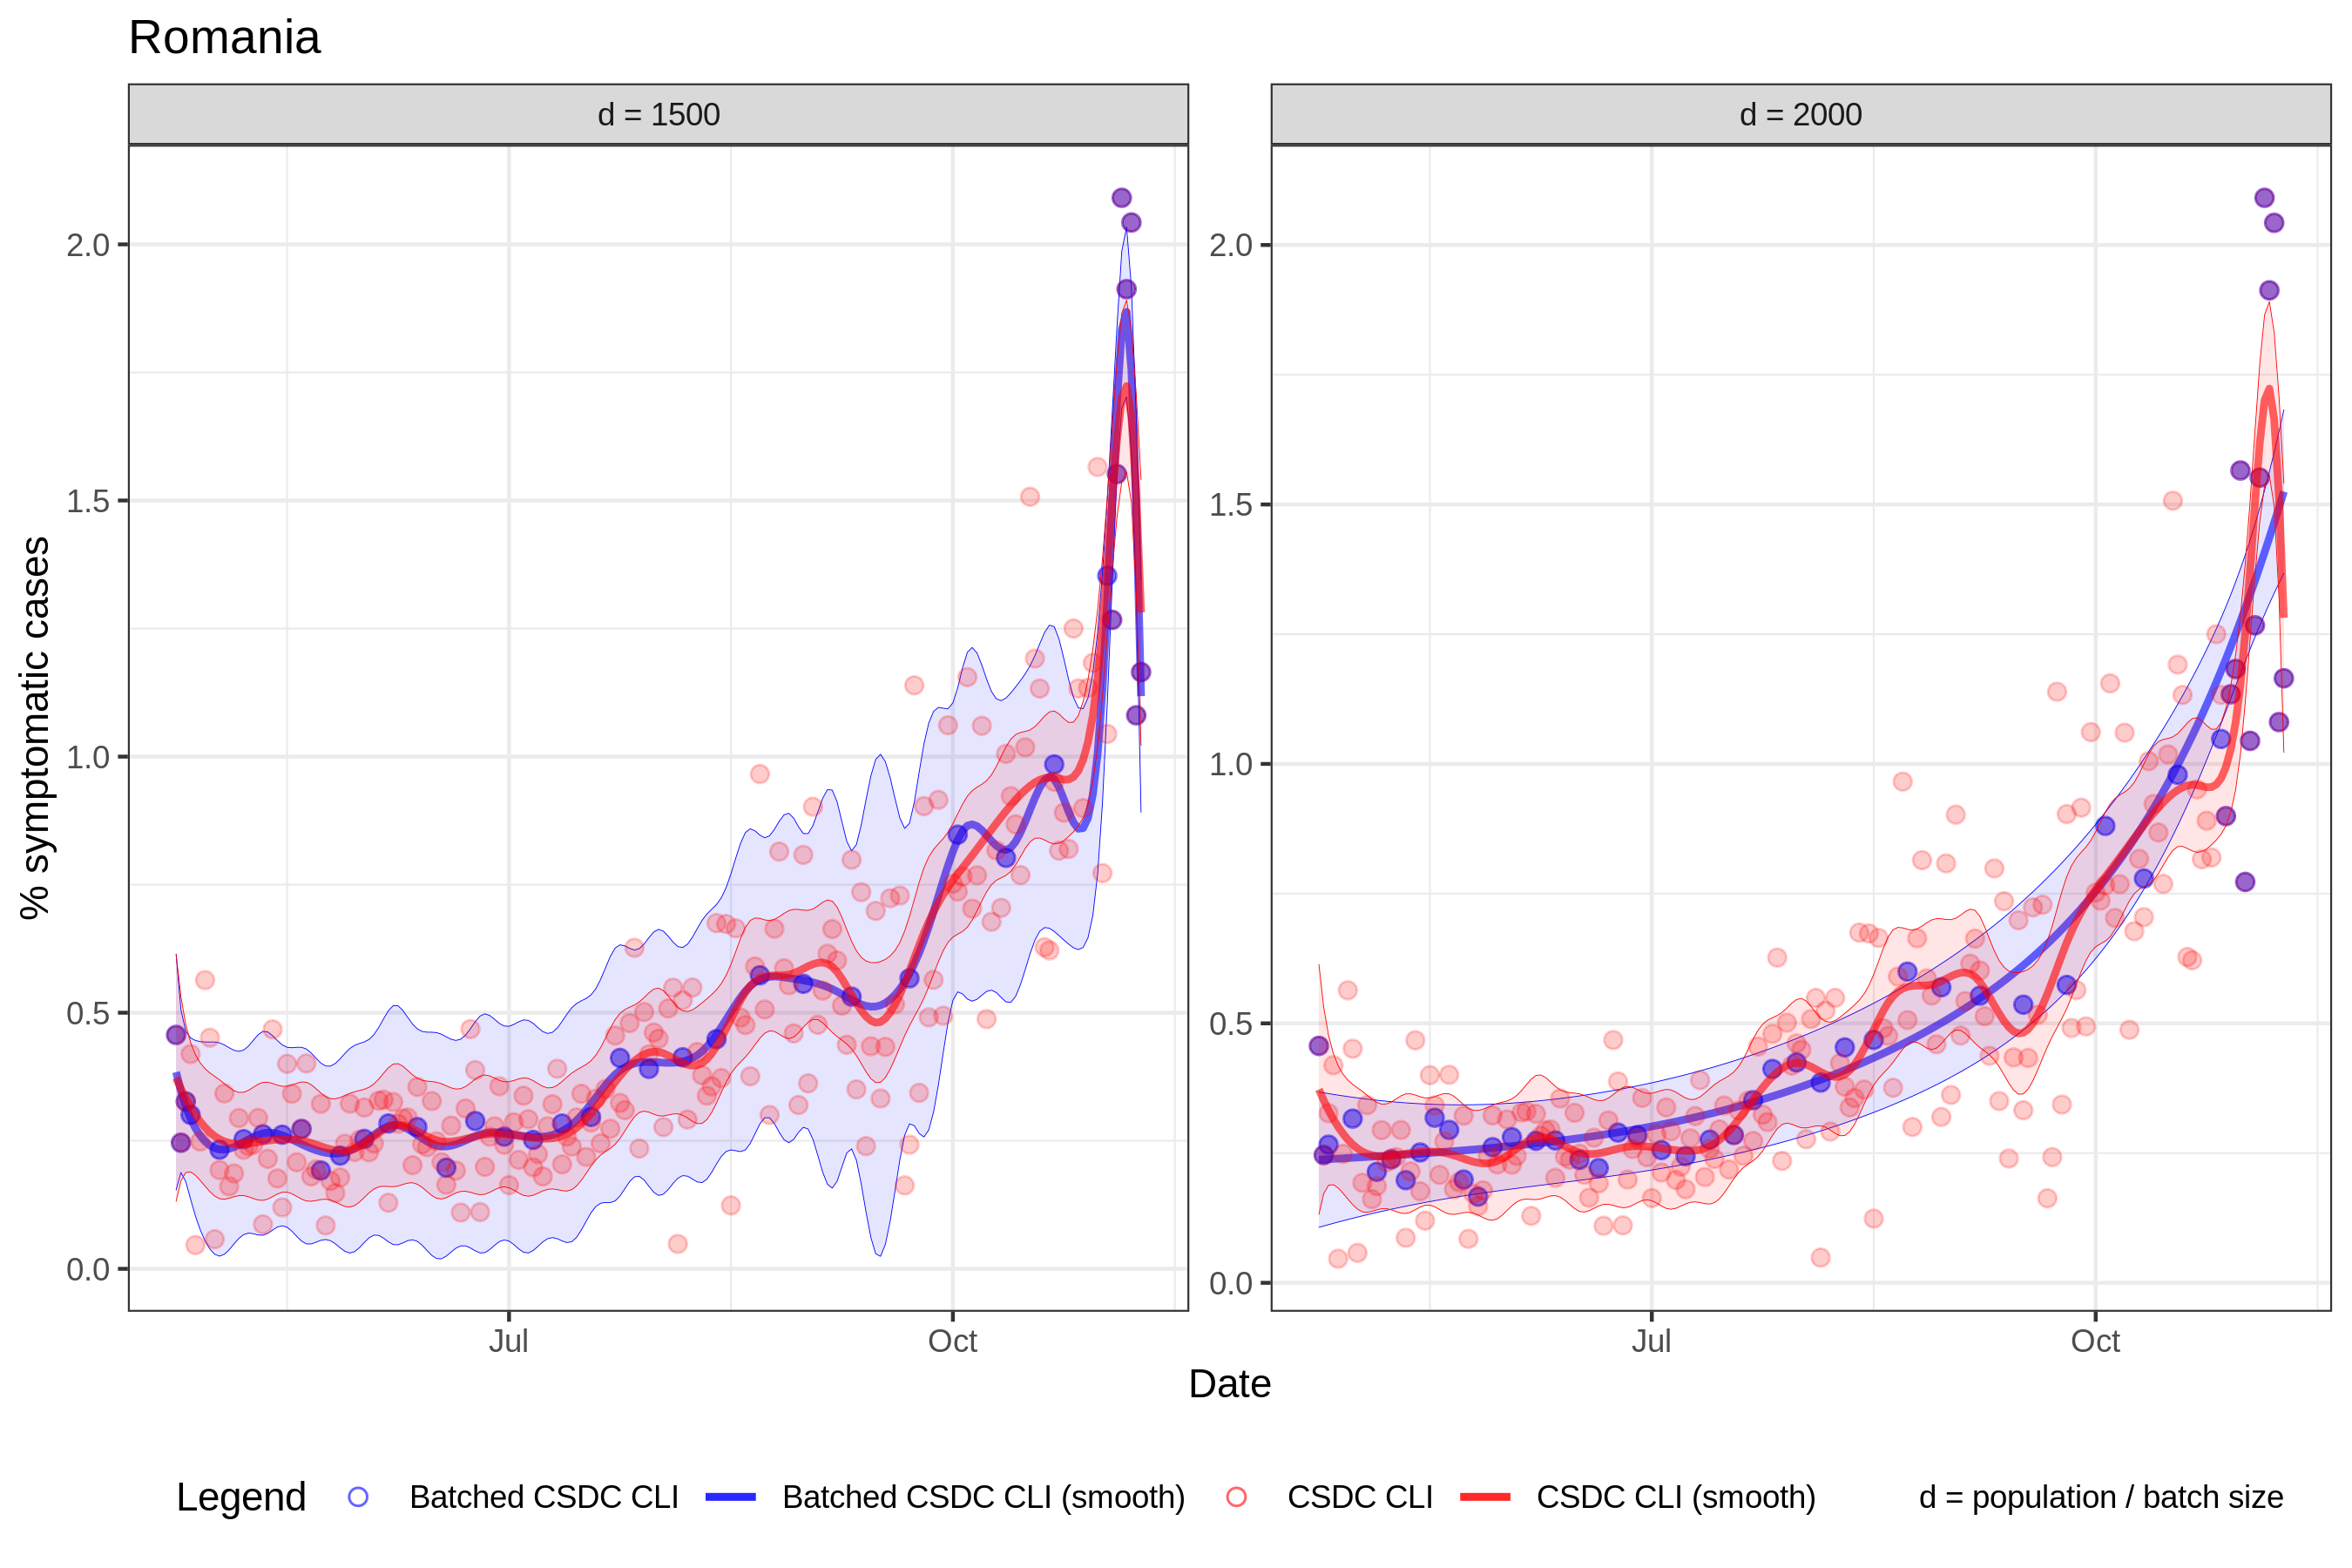 Romania
d = 1500
d = 2000
% symptomatic cases
2.0
1.5
1.0
0.5
0.0
2.0
1.5
1.0
0.5
0.0
Jul
Oct
Jul
Oct
Date
Legend
Batched CSDC CLI
Batched CSDC CLI (smooth)
CSDC CLI
CSDC CLI (smooth)
d = population / batch size